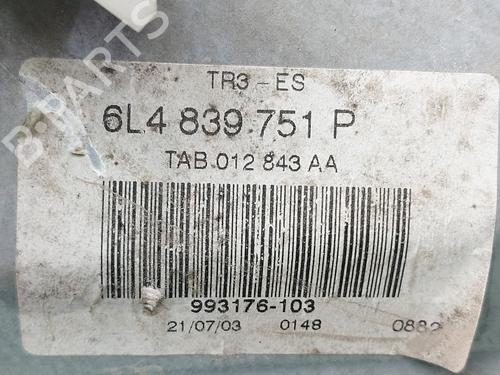 B-PARTS
TR3-ES
6L4 839 751 P
TAB 012 843 AA
993176-103
21/07/03 0148 0882